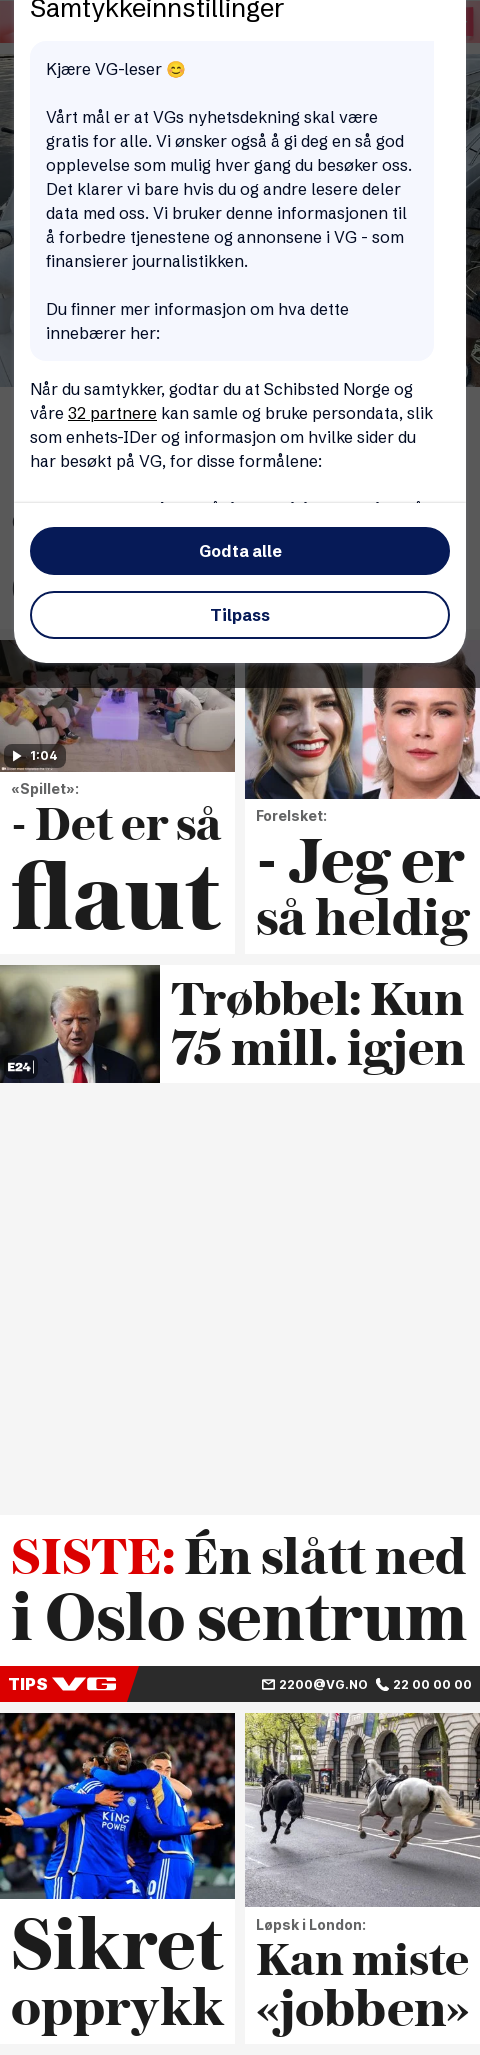 Samtykkeinnstillinger
Kjære VG-leser 😊
Vårt mål er at VGs nyhetsdekning skal være
gratis for alle. Vi ønsker også å gi deg en så god
opplevelse som mulig hver gang du besøker oss.
Det klarer vi bare hvis du og andre lesere deler
data med oss. Vi bruker denne informasjonen til
å forbedre tjenestene og annonsene i VG - som
finansierer journalistikken.
Du finner mer informasjon om hva dette
innebærer her:
Når du samtykker, godtar du at Schibsted Norge og
våre 32 partnere kan samle og bruke persondata, slik
som enhets-IDer og informasjon om hvilke sider du
har besøkt på VG, for disse formålene:
Godta alle
Tilpass
1:04
«Spillet»:
- Det er så
flaut
Forelsket:
- Jeg er
så heldig
E24
Trøbbel: Kun
75 mill. igjen
SISTE: Én slått ned
i Oslo sentrum
TIPS VG
2200@VG.NO 22 00 00 00
KING
POWER
Sikret
opprykk
Løpsk i London:
Kan miste
«jobben»